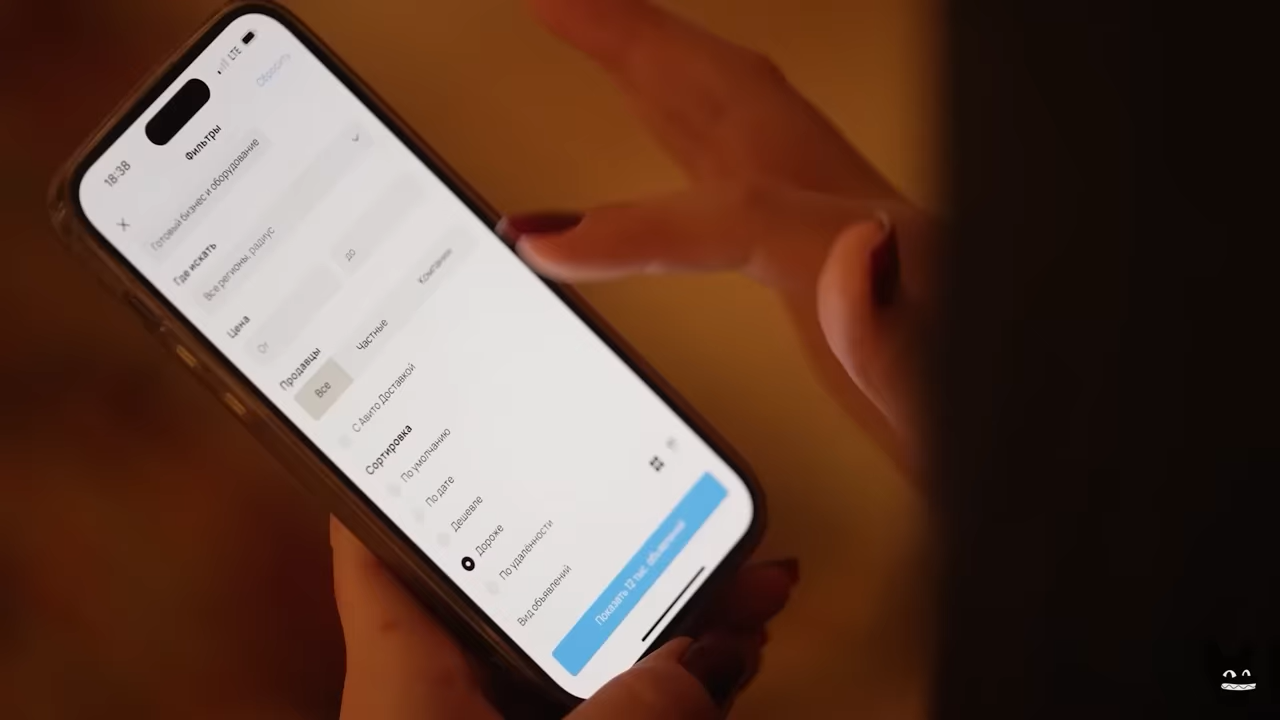 18:38
LTE
Сбросить
Фильтры
Готовый бизнес и оборудование
Где искать
Все регионы, радиус
Цена
От
до
Продавцы
Все
Частные
Компании
С Авито Доставкой
Сортировка
По умолчанию
По дате
Дешевле
Дороже
По удалённости
Вид объявлений
Показать 12 тыс. объявлений